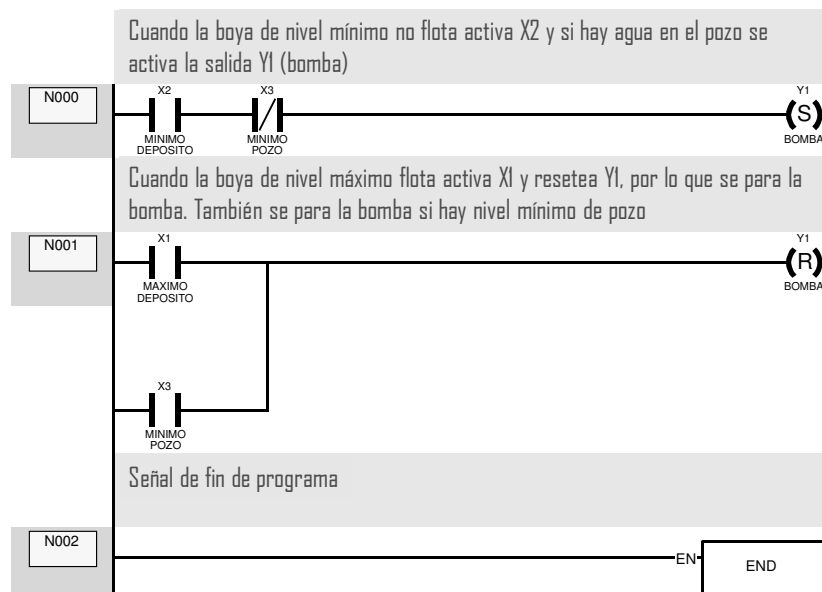 Cuando la boya de nivel mínimo no flota activa X2 y si hay agua en el pozo se
activa la salida Y1 (bomba)
N000
X2
X3
Y1
S
MINIMO
DEPOSITO
MINIMO
POZO
BOMBA
Cuando la boya de nivel máximo flota activa X1 y resetea Y1, por lo que se para la
bomba. También se para la bomba si hay nivel mínimo de pozo
N001
X1
Y1
R
MAXIMO
DEPOSITO
BOMBA
X3
MINIMO
POZO
Señal de fin de programa
N002
EN
END